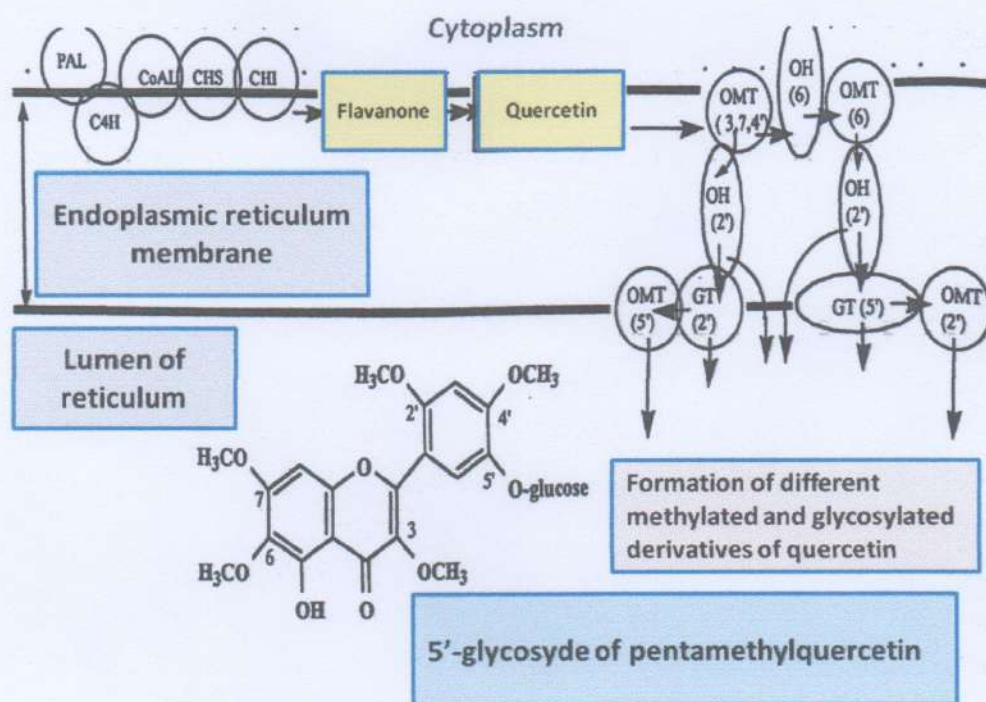 Cytoplasm
PAL
CoAL
CHS
CHI
C4H
Flavanone
Quercetin
OMT
( 3,7,4')
OH
(6)
OMT
(6)
OH
(2')
OH
(2')
Endoplasmic reticulum
membrane
OMT
(5')
GT
(2')
GT (5')
OMT
(2')
Lumen of
reticulum
H₃CO
OCH₃
2'
4'
H₃CO
O
7
5'
O-glucose
6
3
H₃CO
OCH₃
OH
O
Formation of different
methylated and glycosylated
derivatives of quercetin
5'-glycosyde of pentamethylquercetin